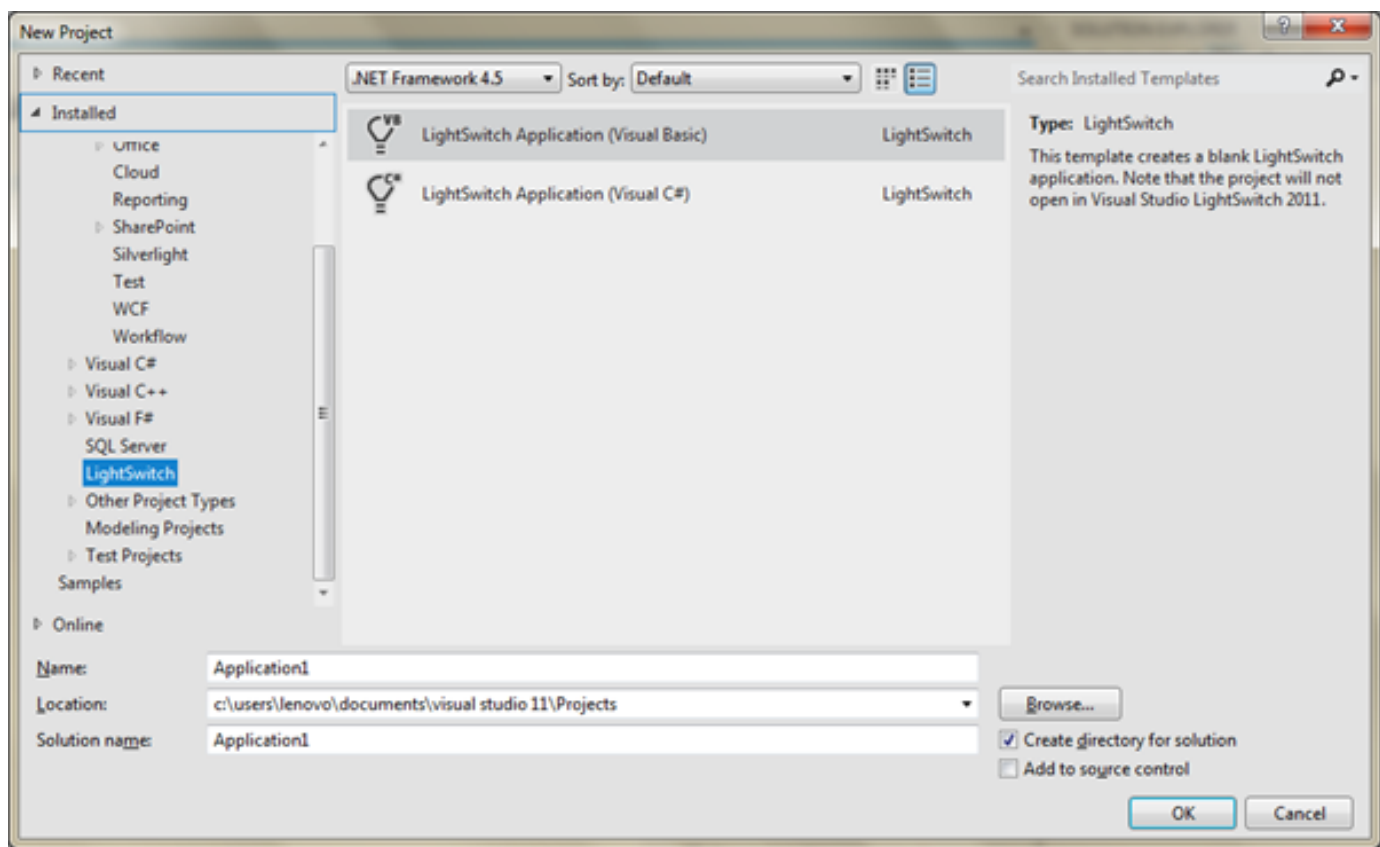 New Project
Recent
Installed
Office
Cloud
Reporting
SharePoint
Silverlight
Test
WCF
Workflow
Visual C#
Visual C++
Visual F#
SQL Server
LightSwitch
Other Project Types
Modeling Projects
Test Projects
Samples
Online
.NET Framework 4.5 Sort by: Default
VB LightSwitch Application (Visual Basic) LightSwitch
C# LightSwitch Application (Visual C#) LightSwitch
Search Installed Templates
Type: LightSwitch
This template creates a blank LightSwitch
application. Note that the project will not
open in Visual Studio LightSwitch 2011.
Name: Application1
Location: c:\users\lenovo\documents\visual studio 11\Projects Browse...
Solution name: Application1 Create directory for solution
Add to source control
OK Cancel